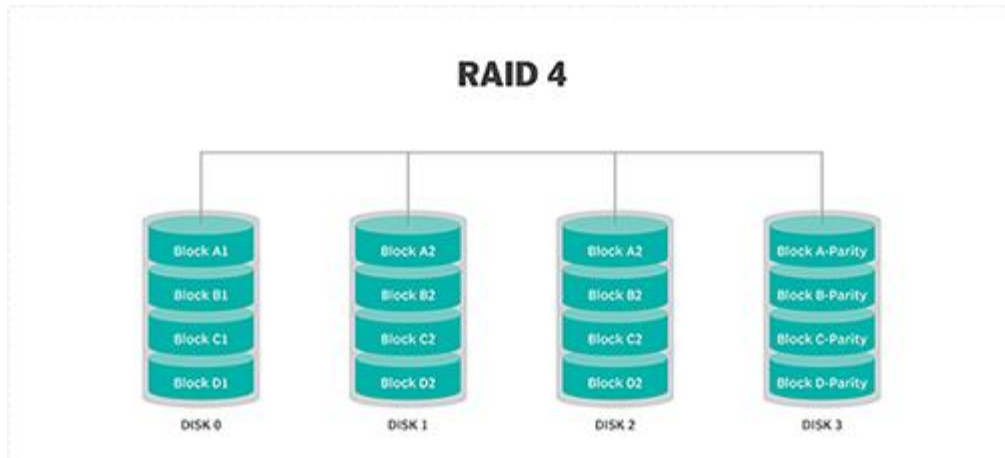 RAID 4
Block A1 Block A2 Block A2 Block A-Parity
Block B1 Block B2 Block B2 Block B-Parity
Block C1 Block C2 Block C2 Block C-Parity
Block D1 Block D2 Block D2 Block D-Parity
DISK 0 DISK 1 DISK 2 DISK 3